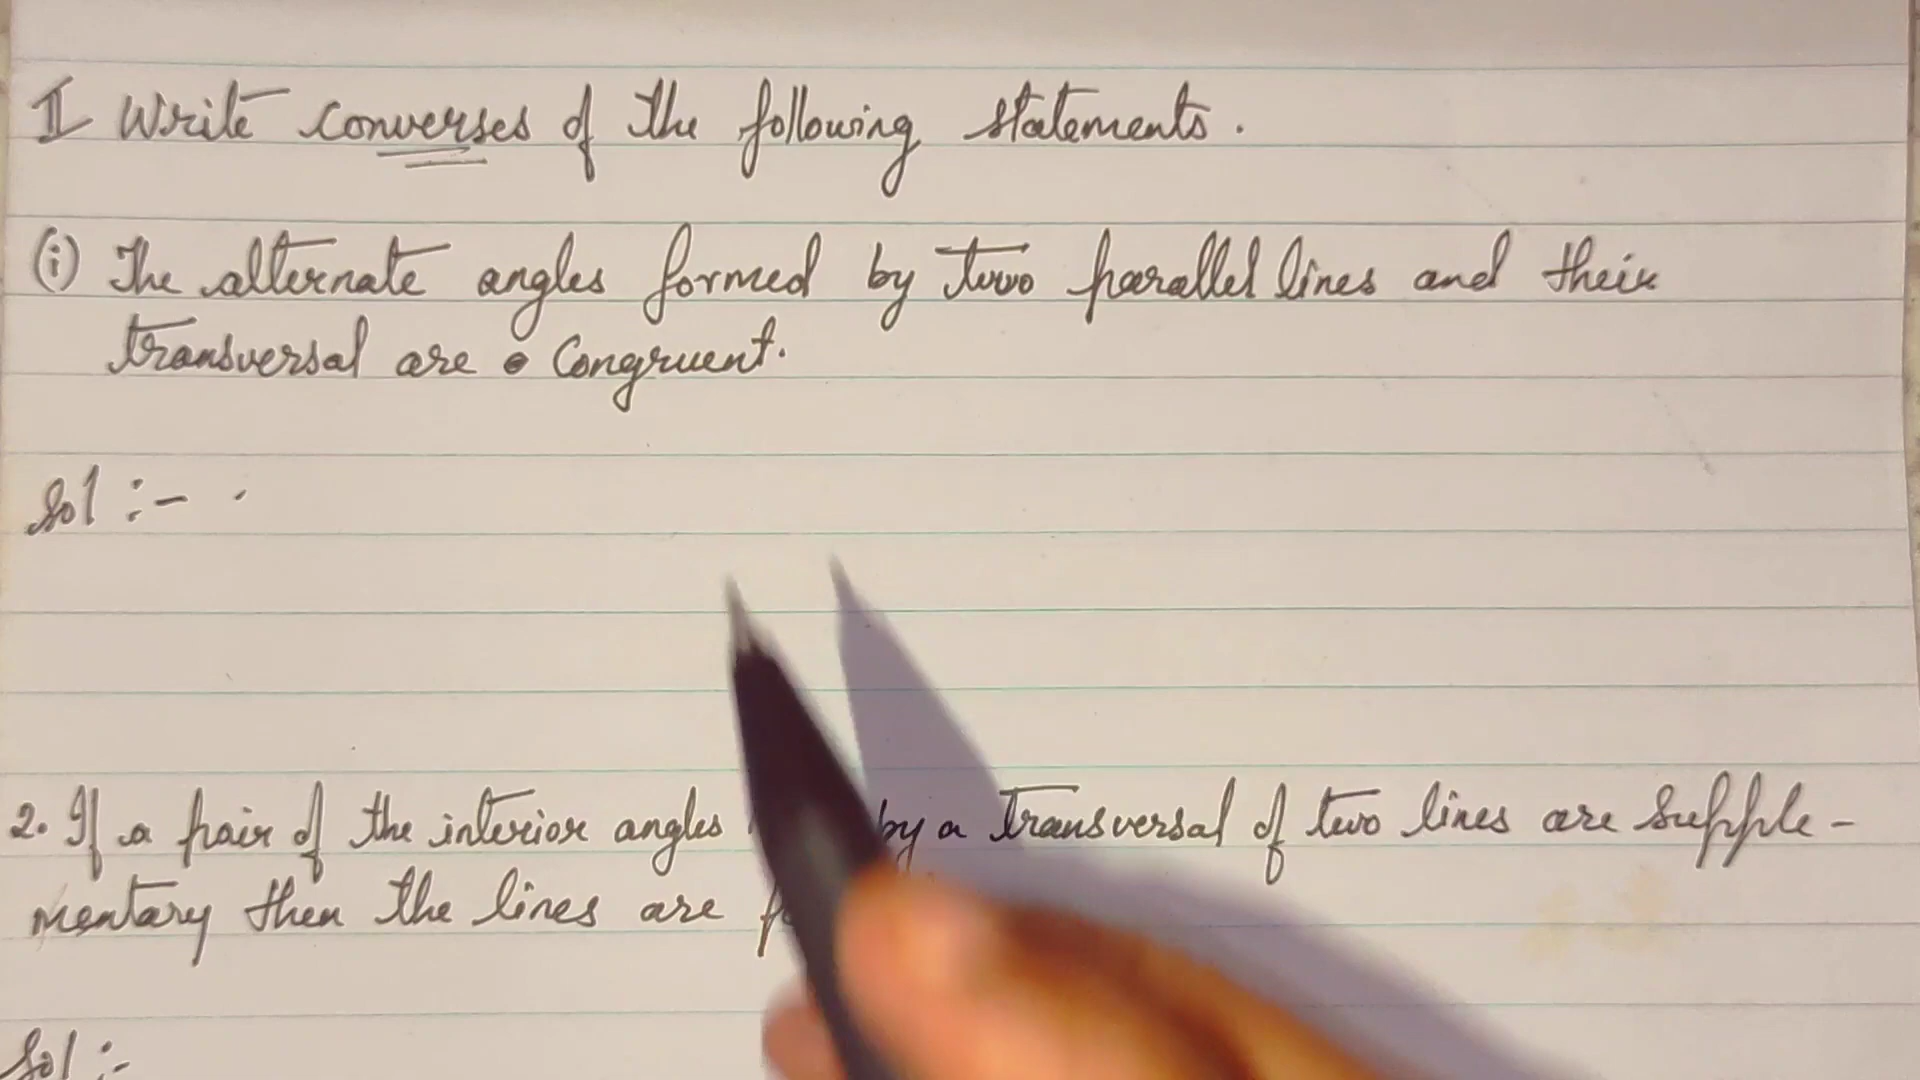 II Write converses of the following statements.
(i) The alternate angles formed by two parallel lines and their
transversal are congruent.
Sol :-
2. If a pair of the interior angles by a transversal of two lines are supple-
mentary then the lines are
Sol :-